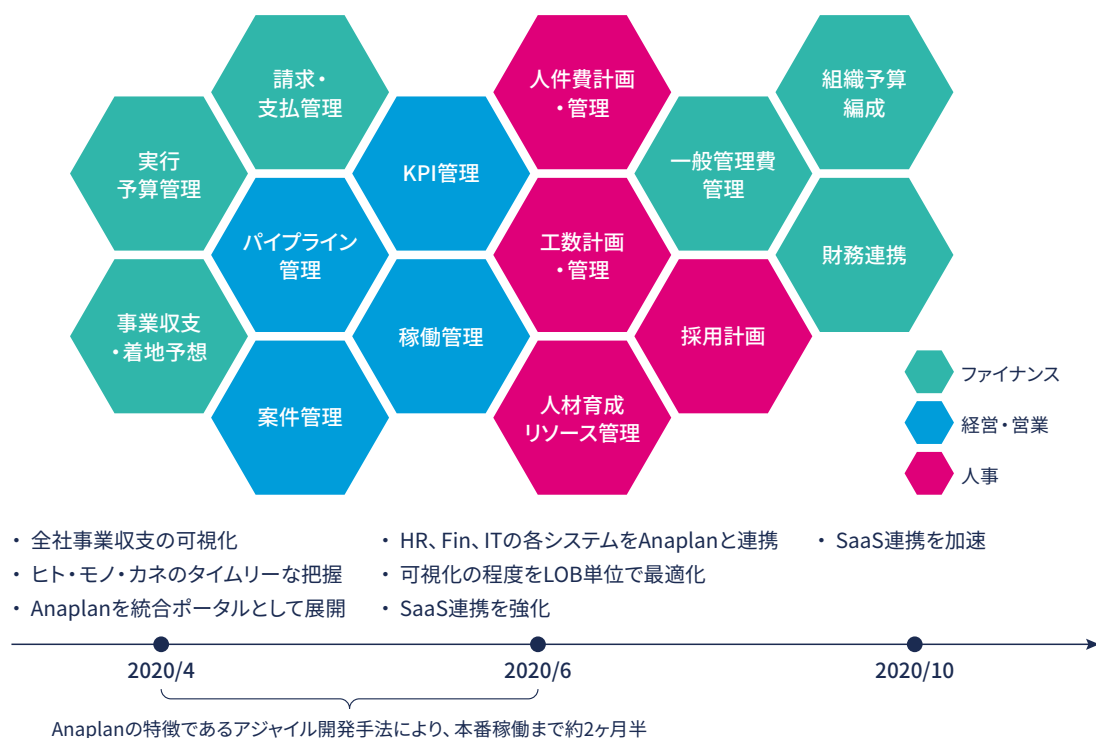 請求・
支払管理
人件費計画
・管理
組織予算
編成
実行
予算管理
KPI管理
一般管理費
管理
パイプライン
管理
工数計画
・管理
財務連携
事業収支
・着地予想
稼働管理
採用計画
案件管理
人材育成
リソース管理
ファイナンス
経営・営業
人事
・ 全社事業収支の可視化
・ ヒト・モノ・カネのタイムリーな把握
・ Anaplanを統合ポータルとして展開
・ HR、Fin、ITの各システムをAnaplanと連携
・ 可視化の程度をLOB単位で最適化
・ SaaS連携を強化
・ SaaS連携を加速
2020/4
2020/6
2020/10
Anaplanの特徴であるアジャイル開発手法により、本番稼働まで約2ヶ月半